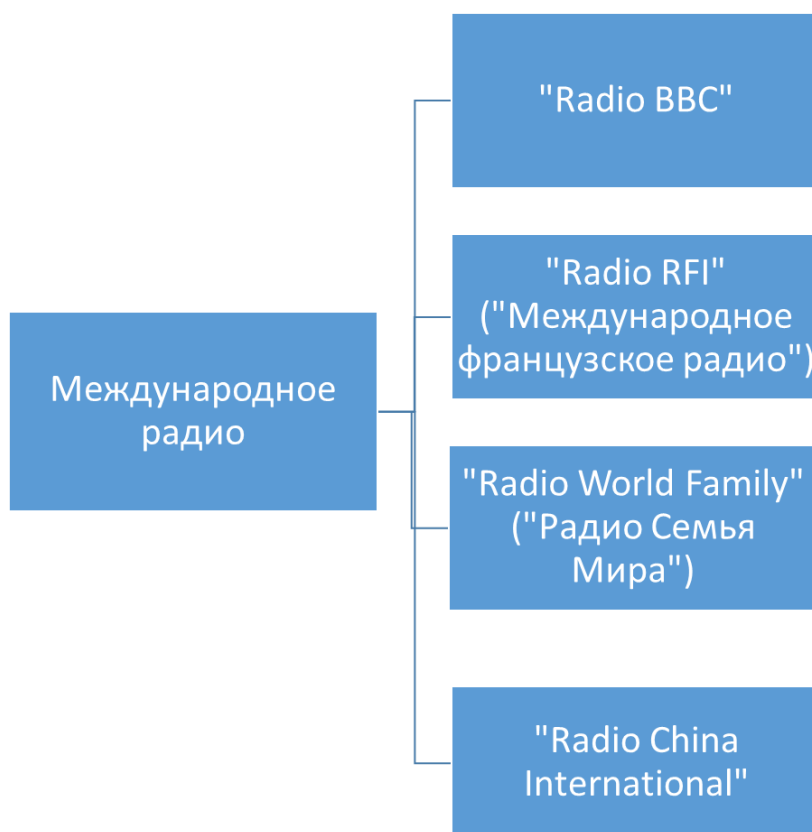 "Radio BBC"
"Radio RFI"
("Международное
французское радио")
Международное
радио
"Radio World Family"
("Радио Семья
Мира")
"Radio China
International"